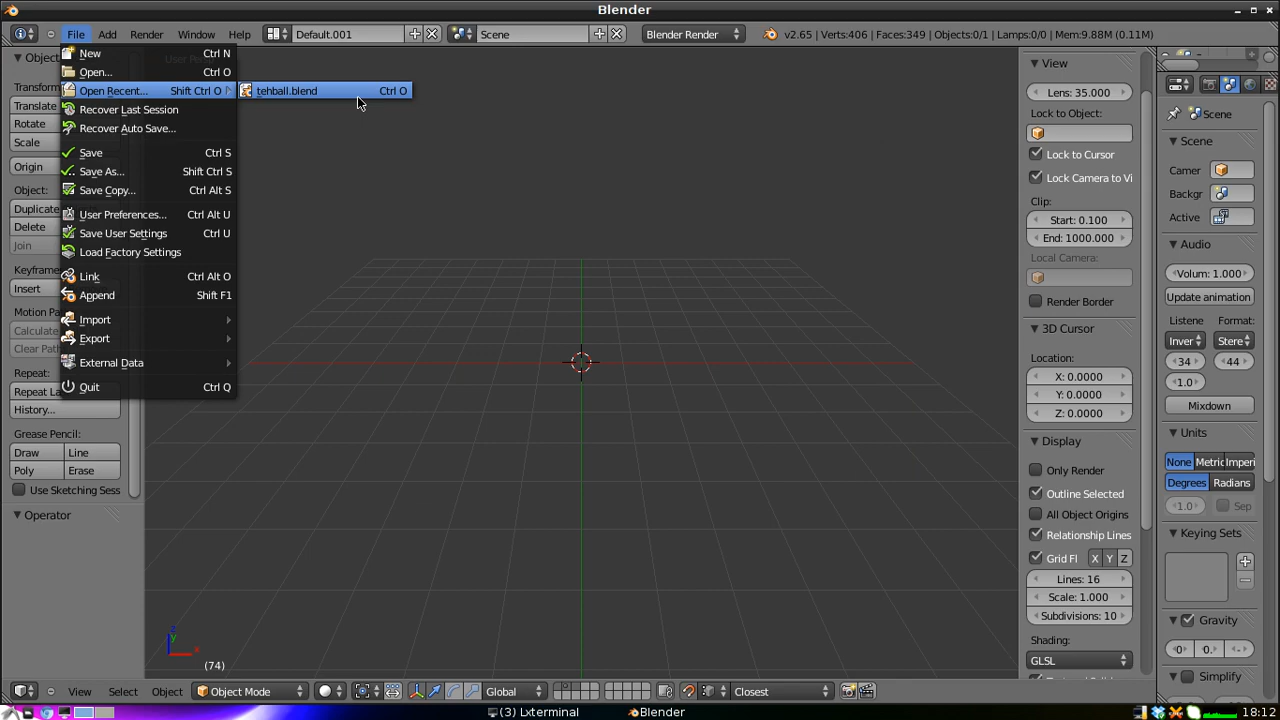 Blender
File Add Render Window Help Default.001 Scene Blender Render v2.65 | Verts:406 | Faces:349 | Objects:0/1 | Lamps:0/0 | Mem:9.88M (0.11M)
New Ctrl N
Open... Ctrl O
Open Recent... Shift Ctrl O
tehball.blend Ctrl O
Recover Last Session
Recover Auto Save...
Save Ctrl S
Save As... Shift Ctrl S
Save Copy... Ctrl Alt S
User Preferences... Ctrl Alt U
Save User Settings Ctrl U
Load Factory Settings
Link Ctrl Alt O
Append Shift F1
Import
Export
External Data
Quit Ctrl Q
Object
Transform
Translate
Rotate
Scale
Origin
Object:
Duplicate
Delete
Join
Keyframe
Insert
Motion Pa
Calculate
Clear Path
Repeat:
Repeat La
History...
Grease Pencil:
Draw Line
Poly Erase
Use Sketching Sess
Operator
User Persp
z
y
x
(74)
View
Lens: 35.000
Lock to Object:
Lock to Cursor
Lock Camera to Vi
Clip:
Start: 0.100
End: 1000.000
Local Camera:
Render Border
3D Cursor
Location:
X: 0.0000
Y: 0.0000
Z: 0.0000
Display
Only Render
Outline Selected
All Object Origins
Relationship Lines
Grid Fl X Y Z
Lines: 16
Scale: 1.000
Subdivisions: 10
Shading:
GLSL
Scene
Scene
Camer
Backgr
Active
Audio
Volum: 1.000
Update animation
Listene Format:
Inver Stere
34 44
1.0
Mixdown
Units
None Metric Imperi
Degrees Radians
1.0 Sep
Keying Sets
Gravity
0 0. -
Simplify
View Select Object Object Mode Global Closest
(3) Lxterminal Blender 18:12